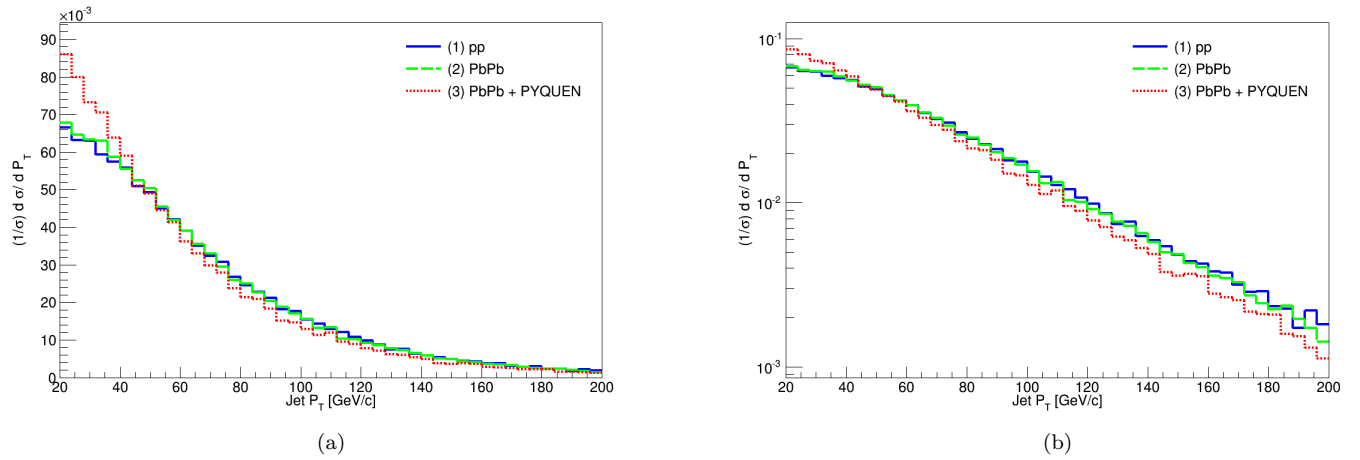 ×10⁻³
90
80
70
60
50
40
30
20
10
0
(1/σ) d σ/ d P_T
(1) pp
(2) PbPb
(3) PbPb + PYQUEN
20 40 60 80 100 120 140 160 180 200
Jet P_T [GeV/c]
(a)
10⁻¹
10⁻²
10⁻³
(1/σ) d σ/ d P_T
(1) pp
(2) PbPb
(3) PbPb + PYQUEN
20 40 60 80 100 120 140 160 180 200
Jet P_T [GeV/c]
(b)